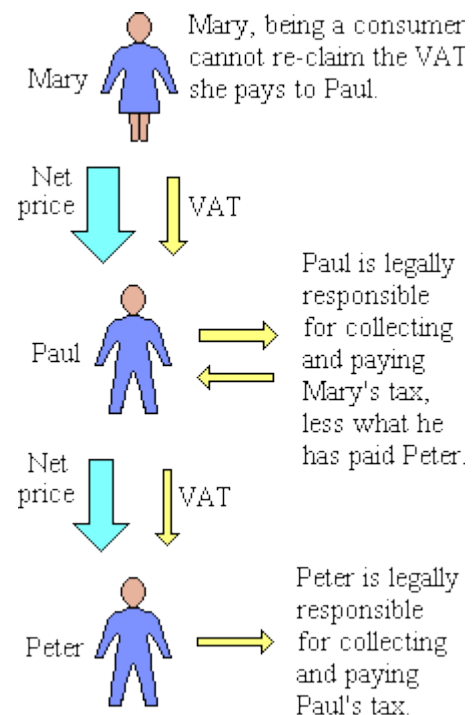 Mary, being a consumer
cannot re-claim the VAT
she pays to Paul.
Mary
Net
price
VAT
Paul is legally
responsible
for collecting
and paying
Mary's tax,
less what he
has paid Peter.
Paul
Net
price
VAT
Peter is legally
responsible
for collecting
and paying
Paul's tax.
Peter